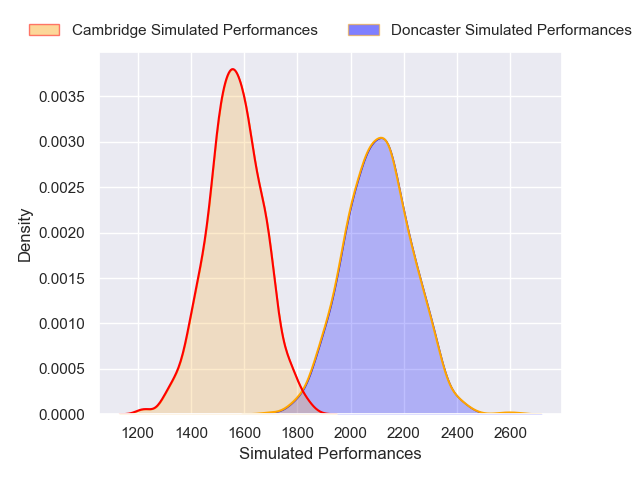 Cambridge Simulated Performances Doncaster Simulated Performances
0.0035
0.0030
0.0025
0.0020
0.0015
0.0010
0.0005
0.0000
Density
1200 1400 1600 1800 2000 2200 2400 2600
Simulated Performances